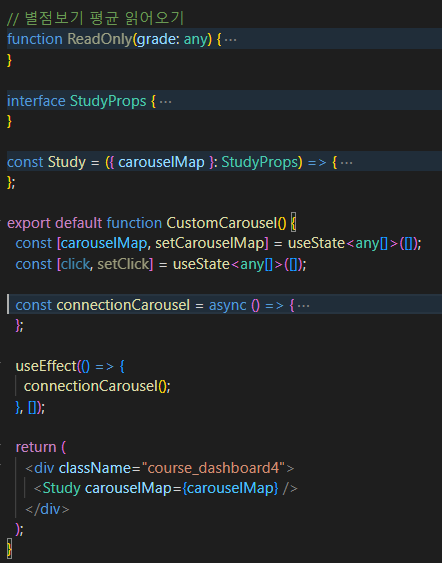 // 별점보기 평균 읽어오기
function ReadOnly(grade: any) { ···
}
interface StudyProps { ···
}
const Study = ({ carouselMap }: StudyProps) => { ···
};
export default function CustomCarousel() {
const [carouselMap, setCarouselMap] = useState<any[]>([]);
const [click, setClick] = useState<any[]>([]);
const connectionCarousel = async () => { ···
};
useEffect(() => {
connectionCarousel();
}, []);
return (
<div className="course_dashboard4">
<Study carouselMap={carouselMap} />
</div>
);
}